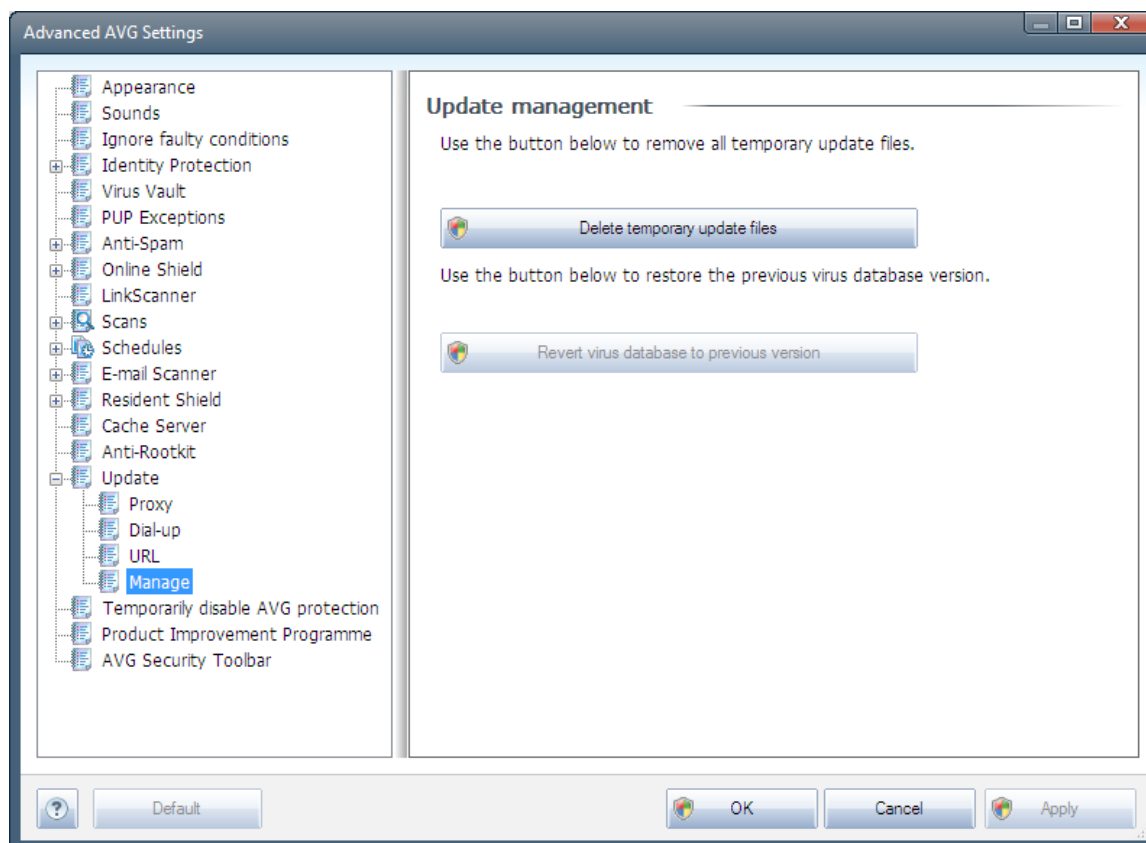 Advanced AVG Settings
Appearance
Sounds
Ignore faulty conditions
Identity Protection
Virus Vault
PUP Exceptions
Anti-Spam
Online Shield
LinkScanner
Scans
Schedules
E-mail Scanner
Resident Shield
Cache Server
Anti-Rootkit
Update
Proxy
Dial-up
URL
Manage
Temporarily disable AVG protection
Product Improvement Programme
AVG Security Toolbar
Update management
Use the button below to remove all temporary update files.
Delete temporary update files
Use the button below to restore the previous virus database version.
Revert virus database to previous version
? Default OK Cancel Apply